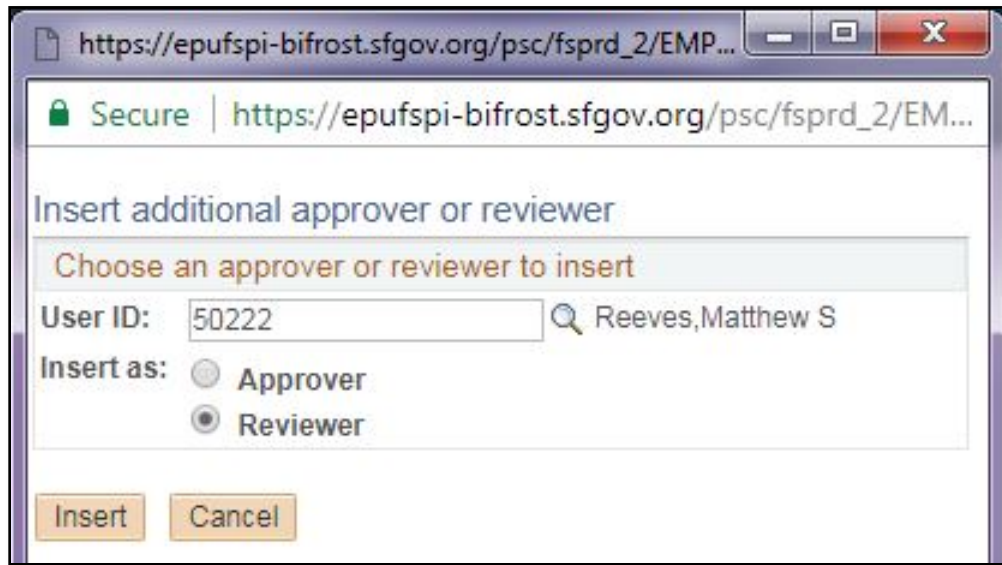 https://epufspi-bifrost.sfgov.org/psc/fsprd_2/EMP...
Secure | https://epufspi-bifrost.sfgov.org/psc/fsprd_2/EM...
Insert additional approver or reviewer
Choose an approver or reviewer to insert
User ID: 50222 Reeves,Matthew S
Insert as: Approver
Reviewer
Insert Cancel